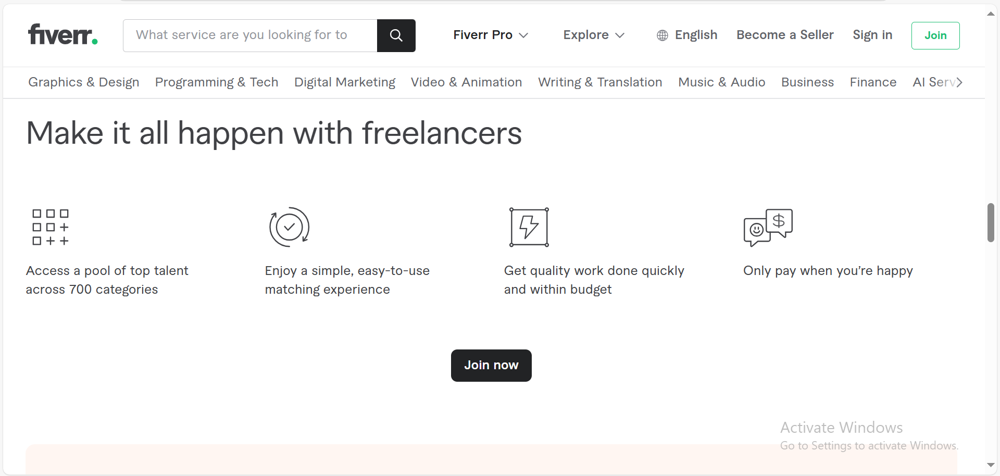 fiverr.
What service are you looking for to
Fiverr Pro
Explore
English
Become a Seller
Sign in
Join
Graphics & Design
Programming & Tech
Digital Marketing
Video & Animation
Writing & Translation
Music & Audio
Business
Finance
AI Serv
Make it all happen with freelancers
Access a pool of top talent
across 700 categories
Enjoy a simple, easy-to-use
matching experience
Get quality work done quickly
and within budget
Only pay when you’re happy
Join now
Activate Windows
Go to Settings to activate Windows.